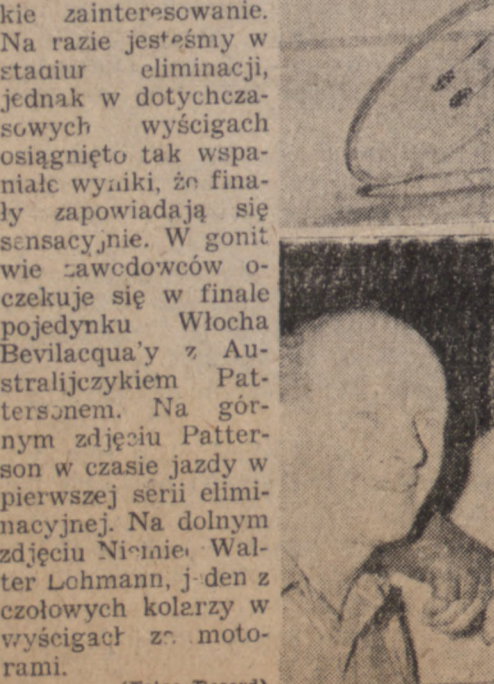 kie zainteresowanie.
Na razie jesteśmy w
stadiur eliminacji,
jednak w dotychcza-
sowych wyścigach
osiągnięto tak wspa-
niałe wyniki, że fina-
ły zapowiadają się
sensacyjnie. W gonit
wie zawodowców o-
czekuje się w finale
pojedynku Włocha
Bevilacqua'y z Au-
stralijczykiem Pat-
tersonem. Na gór-
nym zdjęciu Patter-
son w czasie jazdy w
pierwszej serii elimi-
nacyjnej. Na dolnym
zdjęciu Niemiec Wal-
ter Lohmann, jeden z
czołowych kolarzy w
wyścigach za moto-
rami.